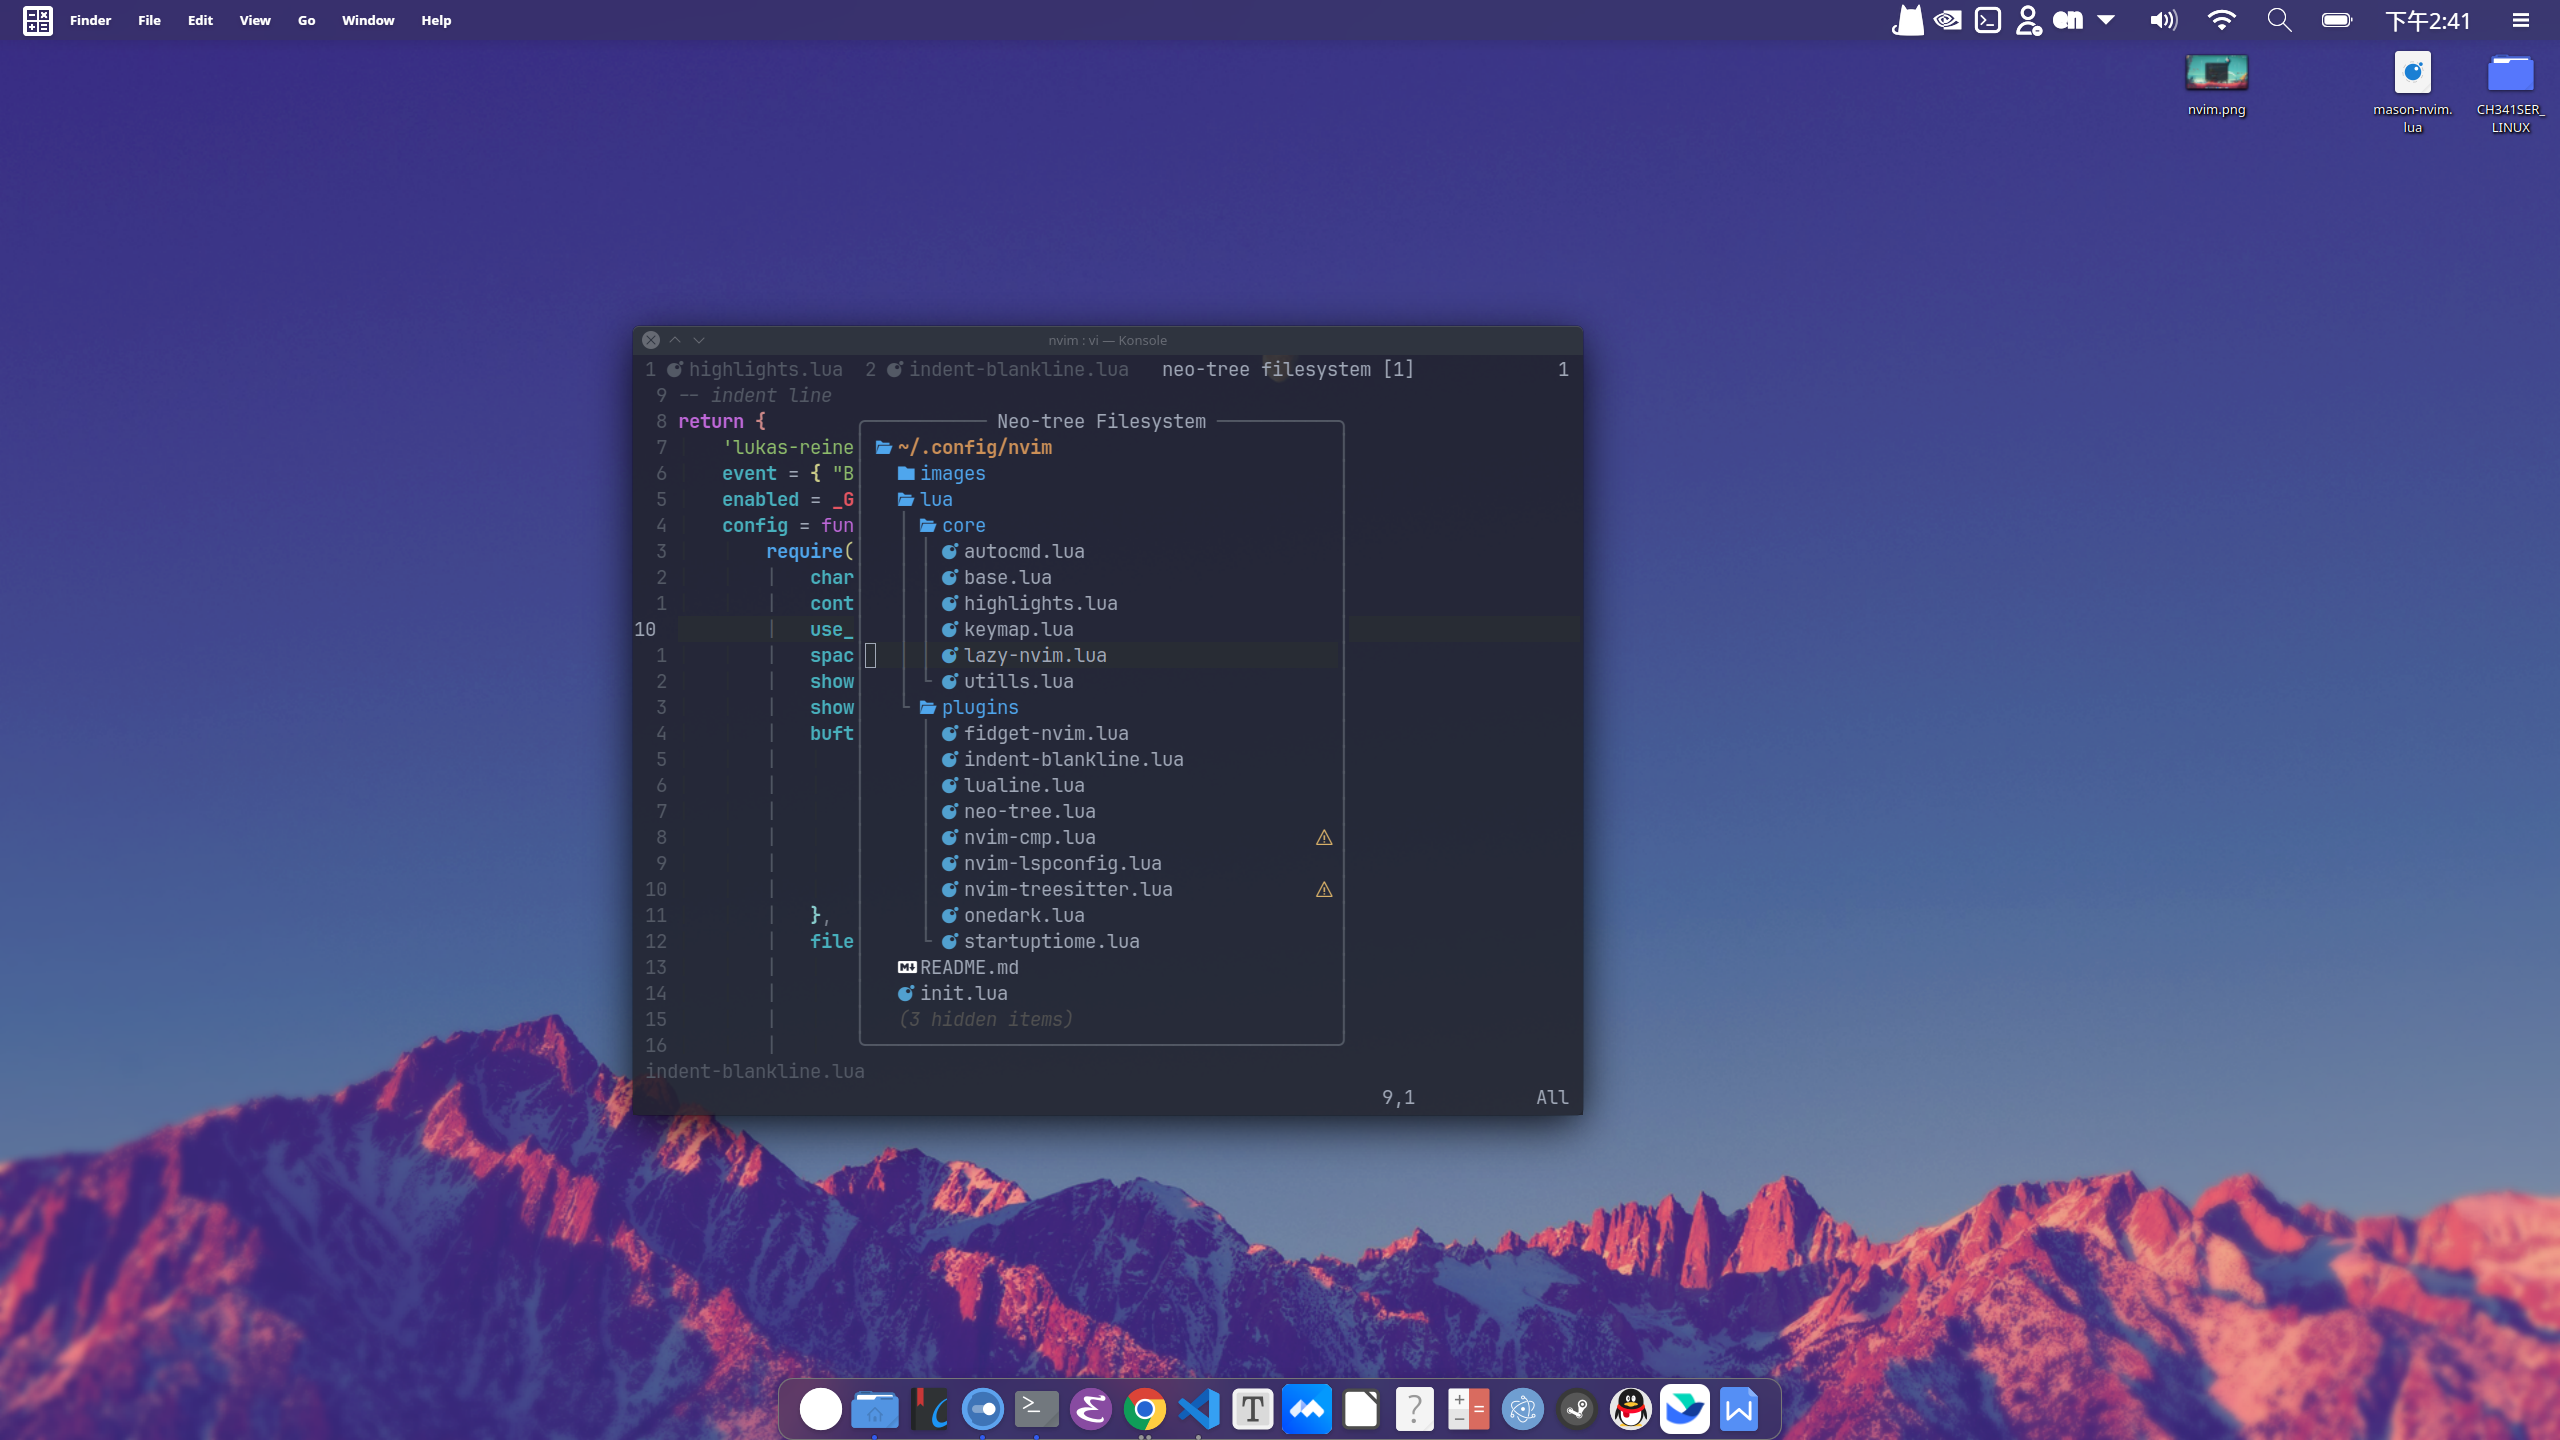 Finder File Edit View Go Window Help 下午2:41
nvim.png
mason-nvim.
lua
CH341SER_
LINUX
nvim : vi — Konsole
1 highlights.lua 2 indent-blankline.lua neo-tree filesystem [1] 1
9 -- indent line
8 return { Neo-tree Filesystem
7 'lukas-reine ~/.config/nvim
6 event = { "B images
5 enabled = _G lua
4 config = fun core
3 require( autocmd.lua
2 char base.lua
1 cont highlights.lua
10 use_ keymap.lua
1 spac lazy-nvim.lua
2 show utills.lua
3 show plugins
4 buft fidget-nvim.lua
5 indent-blankline.lua
6 lualine.lua
7 neo-tree.lua
8 nvim-cmp.lua
9 nvim-lspconfig.lua
10 nvim-treesitter.lua
11 }, onedark.lua
12 file startuptiome.lua
13 README.md
14 init.lua
15 (3 hidden items)
16
indent-blankline.lua
9,1 All